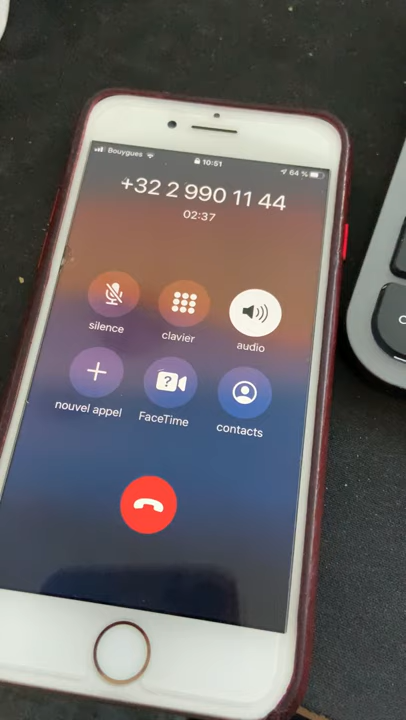 Bouygues 10:51 64 %
+32 2 990 11 44
02:37
silence clavier audio
?
nouvel appel FaceTime contacts